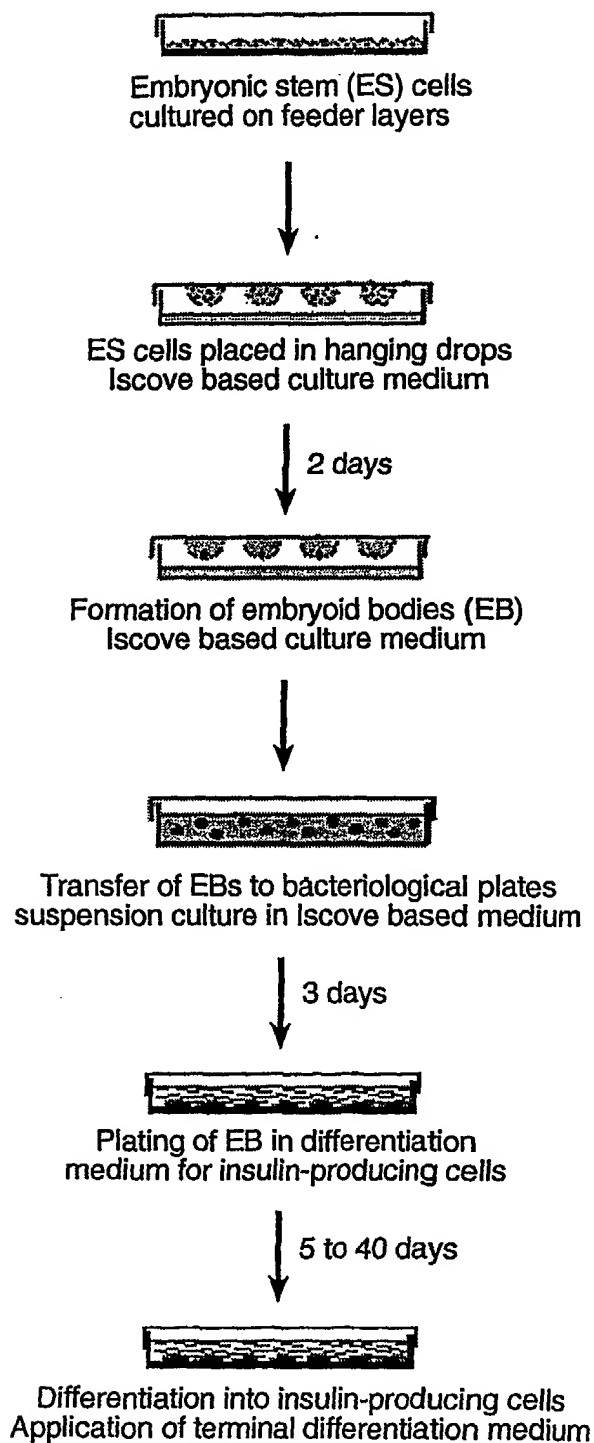 Embryonic stem (ES) cells
cultured on feeder layers
ES cells placed in hanging drops
Iscove based culture medium
2 days
Formation of embryoid bodies (EB)
Iscove based culture medium
Transfer of EBs to bacteriological plates
suspension culture in Iscove based medium
3 days
Plating of EB in differentiation
medium for insulin-producing cells
5 to 40 days
Differentiation into insulin-producing cells
Application of terminal differentiation medium